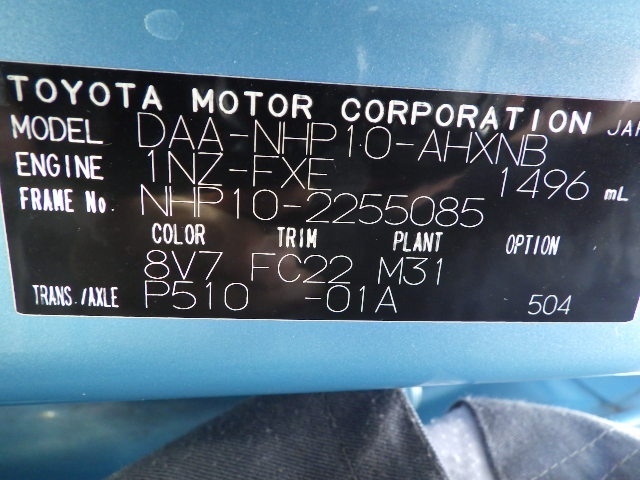 TOYOTA MOTOR CORPORATION
MODEL DAA-NHP10-AHXNB
ENGINE 1NZ-FXE 1496 mL
FRAME No. NHP10-2255085
COLOR TRIM PLANT OPTION
8V7 FC22 M31
TRANS./AXLE P510 -01A 504